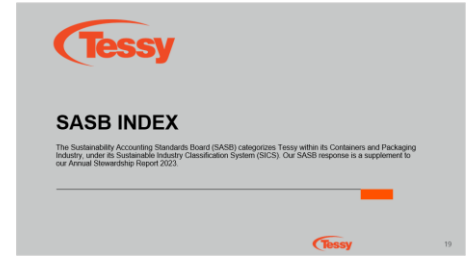 Tessy
SASB INDEX
The Sustainability Accounting Standards Board (SASB) categorizes Tessy within its Containers and Packaging
Industry, under its Sustainable Industry Classification System (SICS). Our SASB response is a supplement to
our Annual Stewardship Report 2023.
Tessy
19